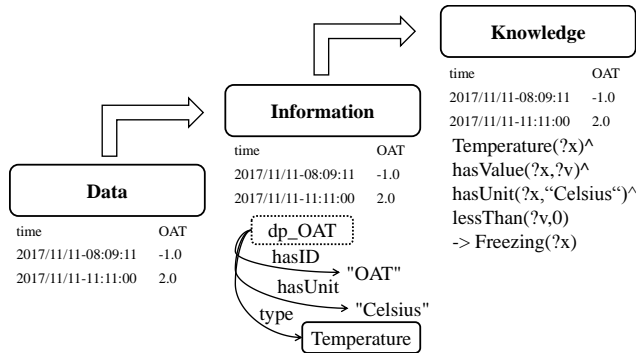 Data
time OAT
2017/11/11-08:09:11 -1.0
2017/11/11-11:11:00 2.0
Information
time OAT
2017/11/11-08:09:11 -1.0
2017/11/11-11:11:00 2.0
dp_OAT
hasID
"OAT"
hasUnit
"Celsius"
type
Temperature
Knowledge
time OAT
2017/11/11-08:09:11 -1.0
2017/11/11-11:11:00 2.0
Temperature(?x)^
hasValue(?x,?v)^
hasUnit(?x,“Celsius“)^
lessThan(?v,0)
-> Freezing(?x)